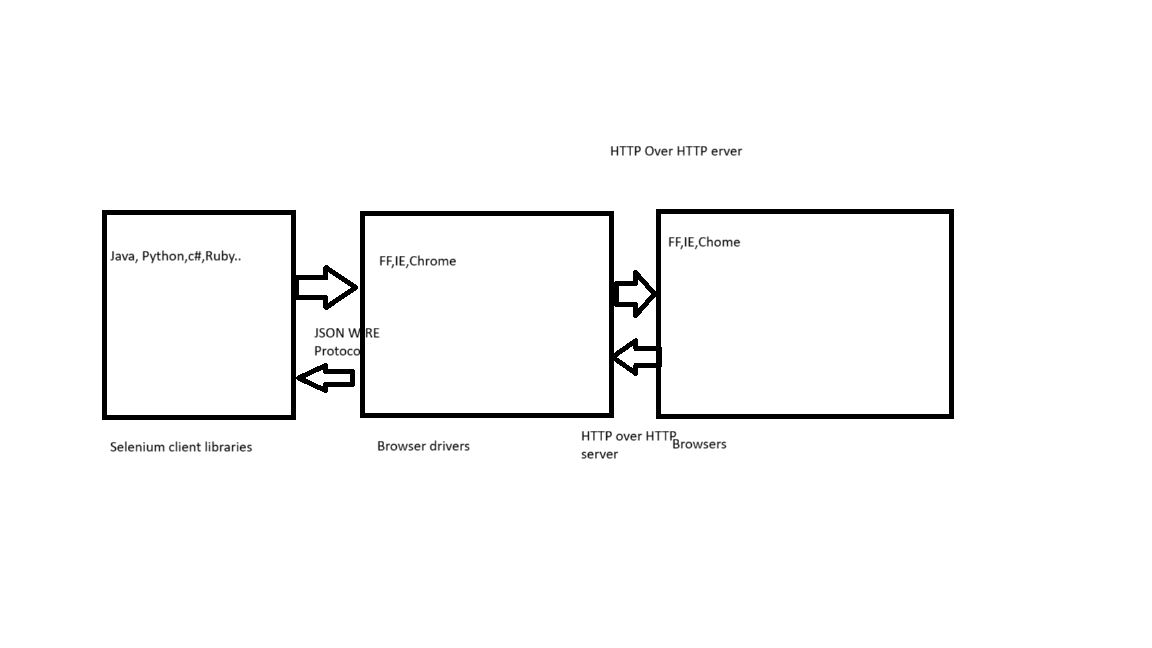 HTTP Over HTTP erver
Java, Python,c#,Ruby..
FF,IE,Chrome
FF,IE,Chome
JSON WIRE
Protocol
Selenium client libraries
Browser drivers
HTTP over HTTP
server
Browsers